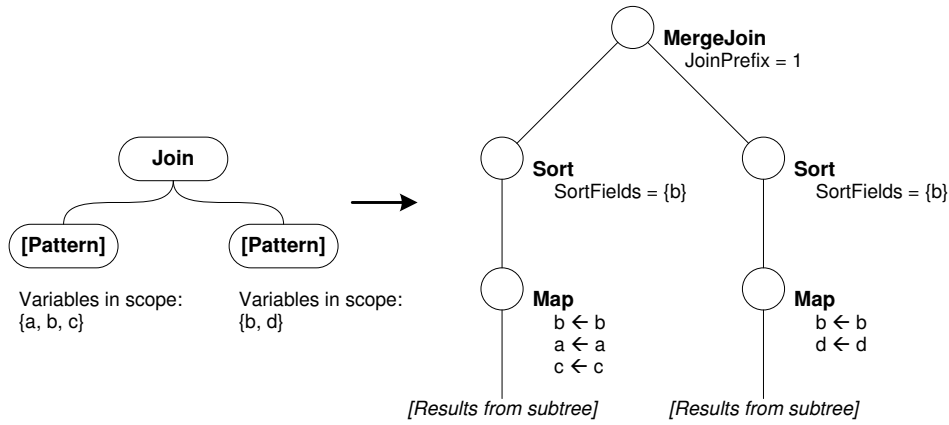 Join
[Pattern]
Variables in scope:
{a, b, c}
[Pattern]
Variables in scope:
{b, d}
MergeJoin
JoinPrefix = 1
Sort
SortFields = {b}
Map
b ← b
a ← a
c ← c
[Results from subtree]
Sort
SortFields = {b}
Map
b ← b
d ← d
[Results from subtree]